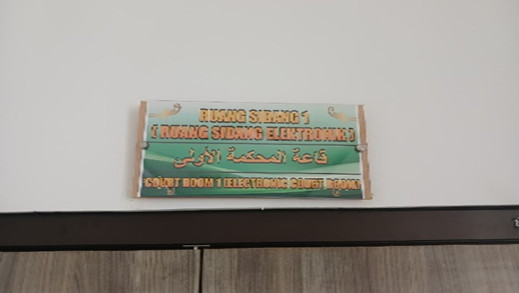 RUANG SIDANG 1
( RUANG SIDANG ELEKTRONIK )
قاعة المحكمة الأولى
COURT ROOM 1 (ELECTRONIC COURT ROOM)